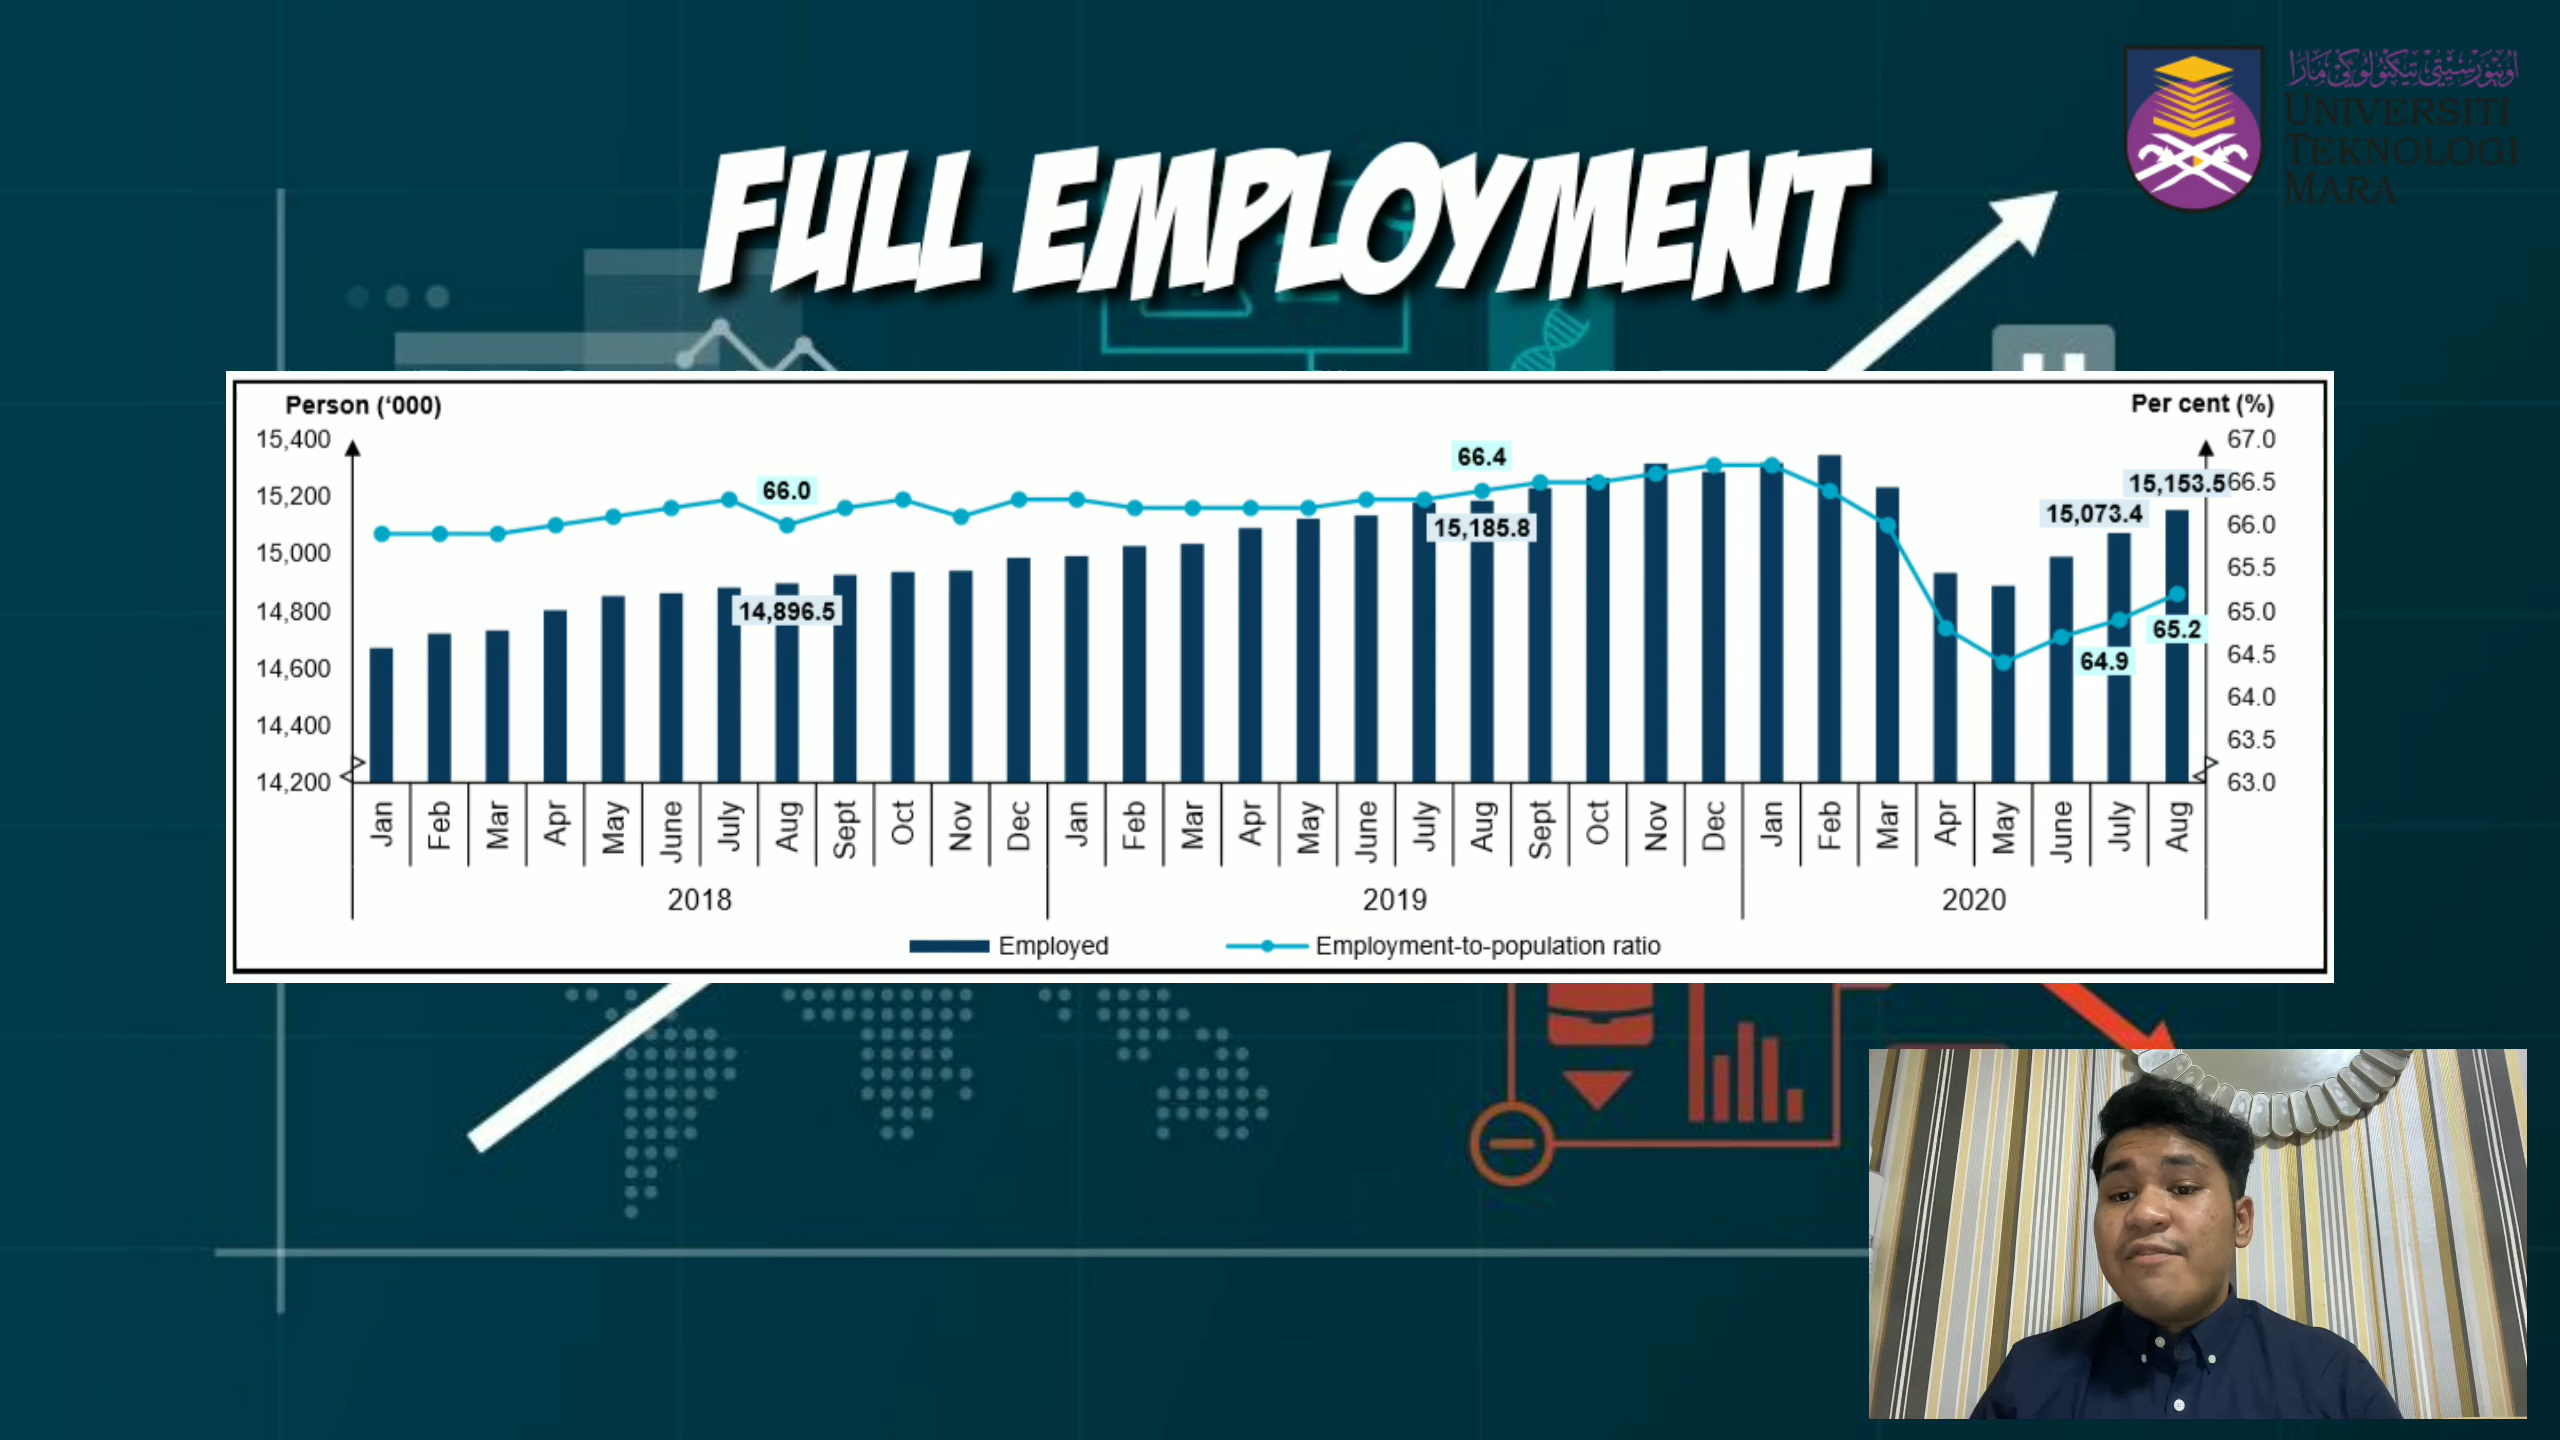 اونيۏرسيتي تيكنولوڬي مارا
UNIVERSITI
TEKNOLOGI
MARA
FULL EMPLOYMENT
Person (‘000)
Per cent (%)
15,400
15,200
15,000
14,800
14,600
14,400
14,200
67.0
66.5
66.0
65.5
65.0
64.5
64.0
63.5
63.0
66.0
14,896.5
66.4
15,185.8
15,073.4
15,153.5
64.9
65.2
Jan Feb Mar Apr May June July Aug Sept Oct Nov Dec Jan Feb Mar Apr May June July Aug Sept Oct Nov Dec Jan Feb Mar Apr May June July Aug
2018 2019 2020
Employed Employment-to-population ratio